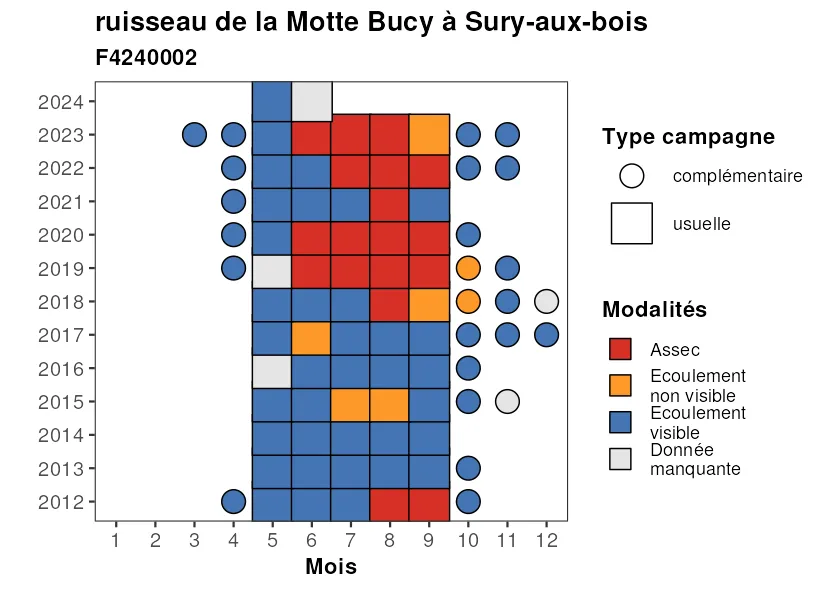 ruisseau de la Motte Bucy à Sury-aux-bois
F4240002
2024
2023
2022
2021
2020
2019
2018
2017
2016
2015
2014
2013
2012
1 2 3 4 5 6 7 8 9 10 11 12
Mois
Type campagne
complémentaire
usuelle
Modalités
Assec
Ecoulement
non visible
Ecoulement
visible
Donnée
manquante